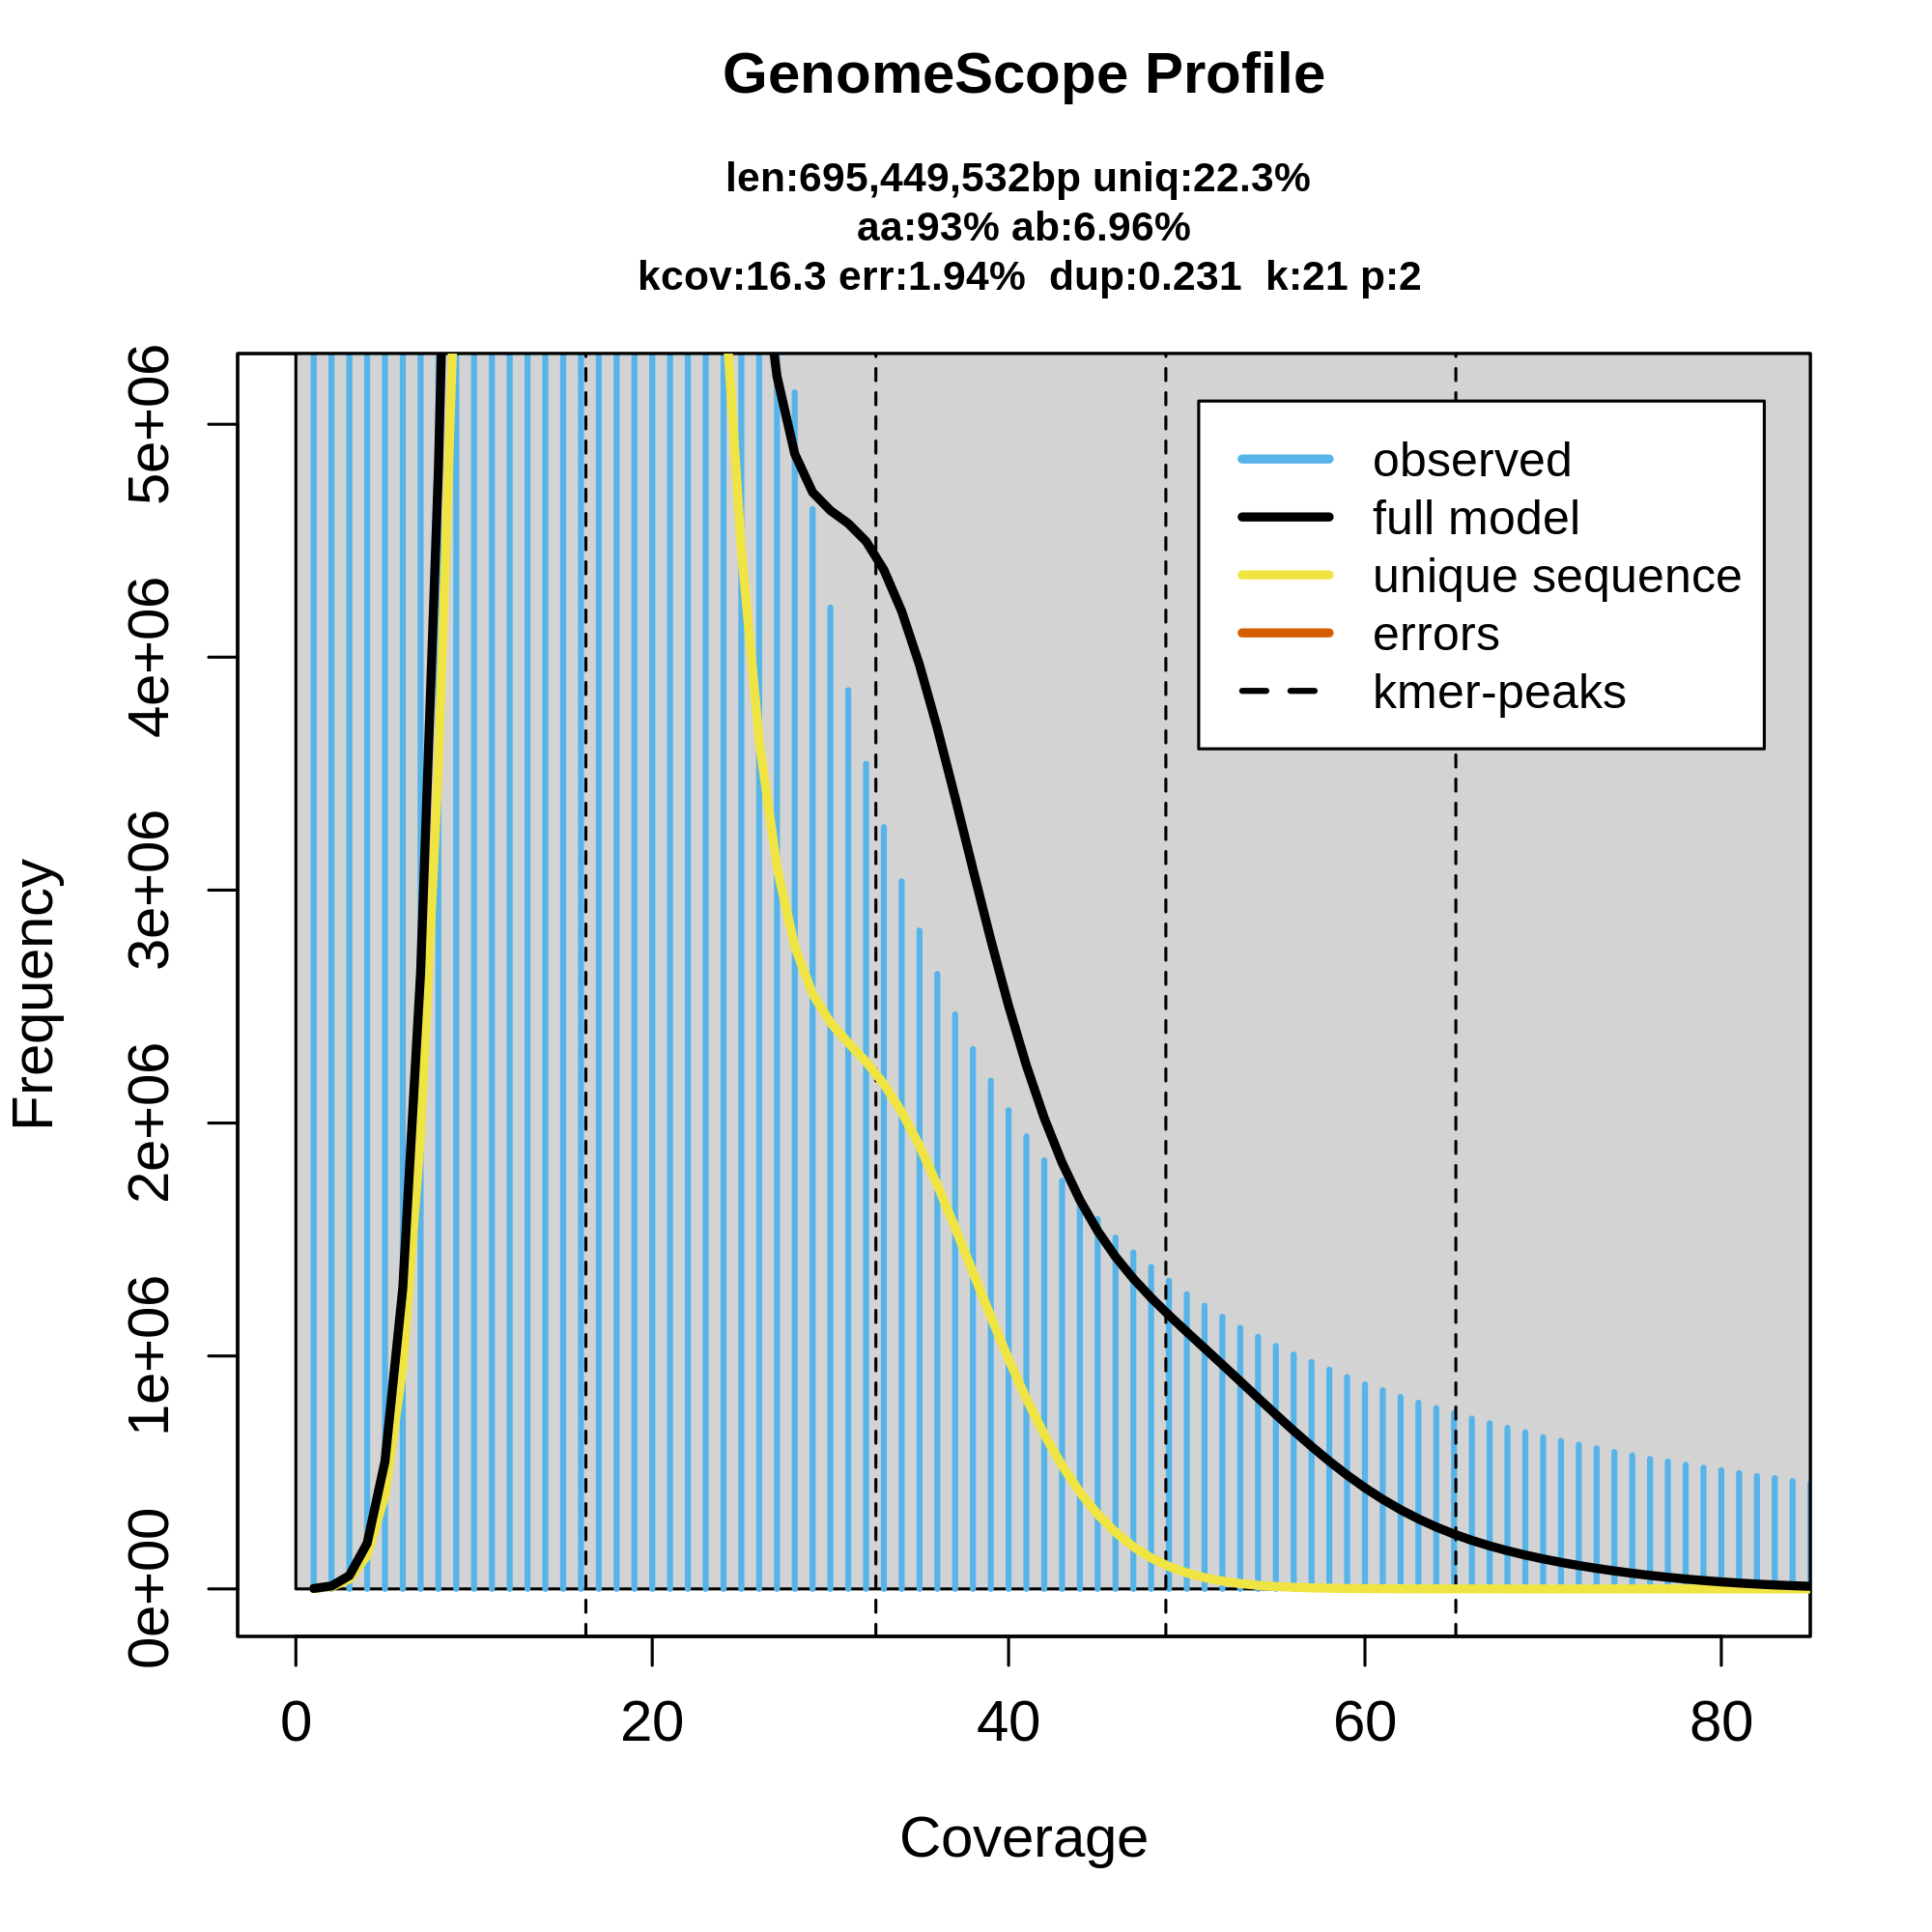 GenomeScope Profile
len:695,449,532bp uniq:22.3%
aa:93% ab:6.96%
kcov:16.3 err:1.94%  dup:0.231  k:21 p:2
observed
full model
unique sequence
errors
kmer-peaks
Frequency
5e+06
4e+06
3e+06
2e+06
1e+06
0e+00
0 20 40 60 80
Coverage